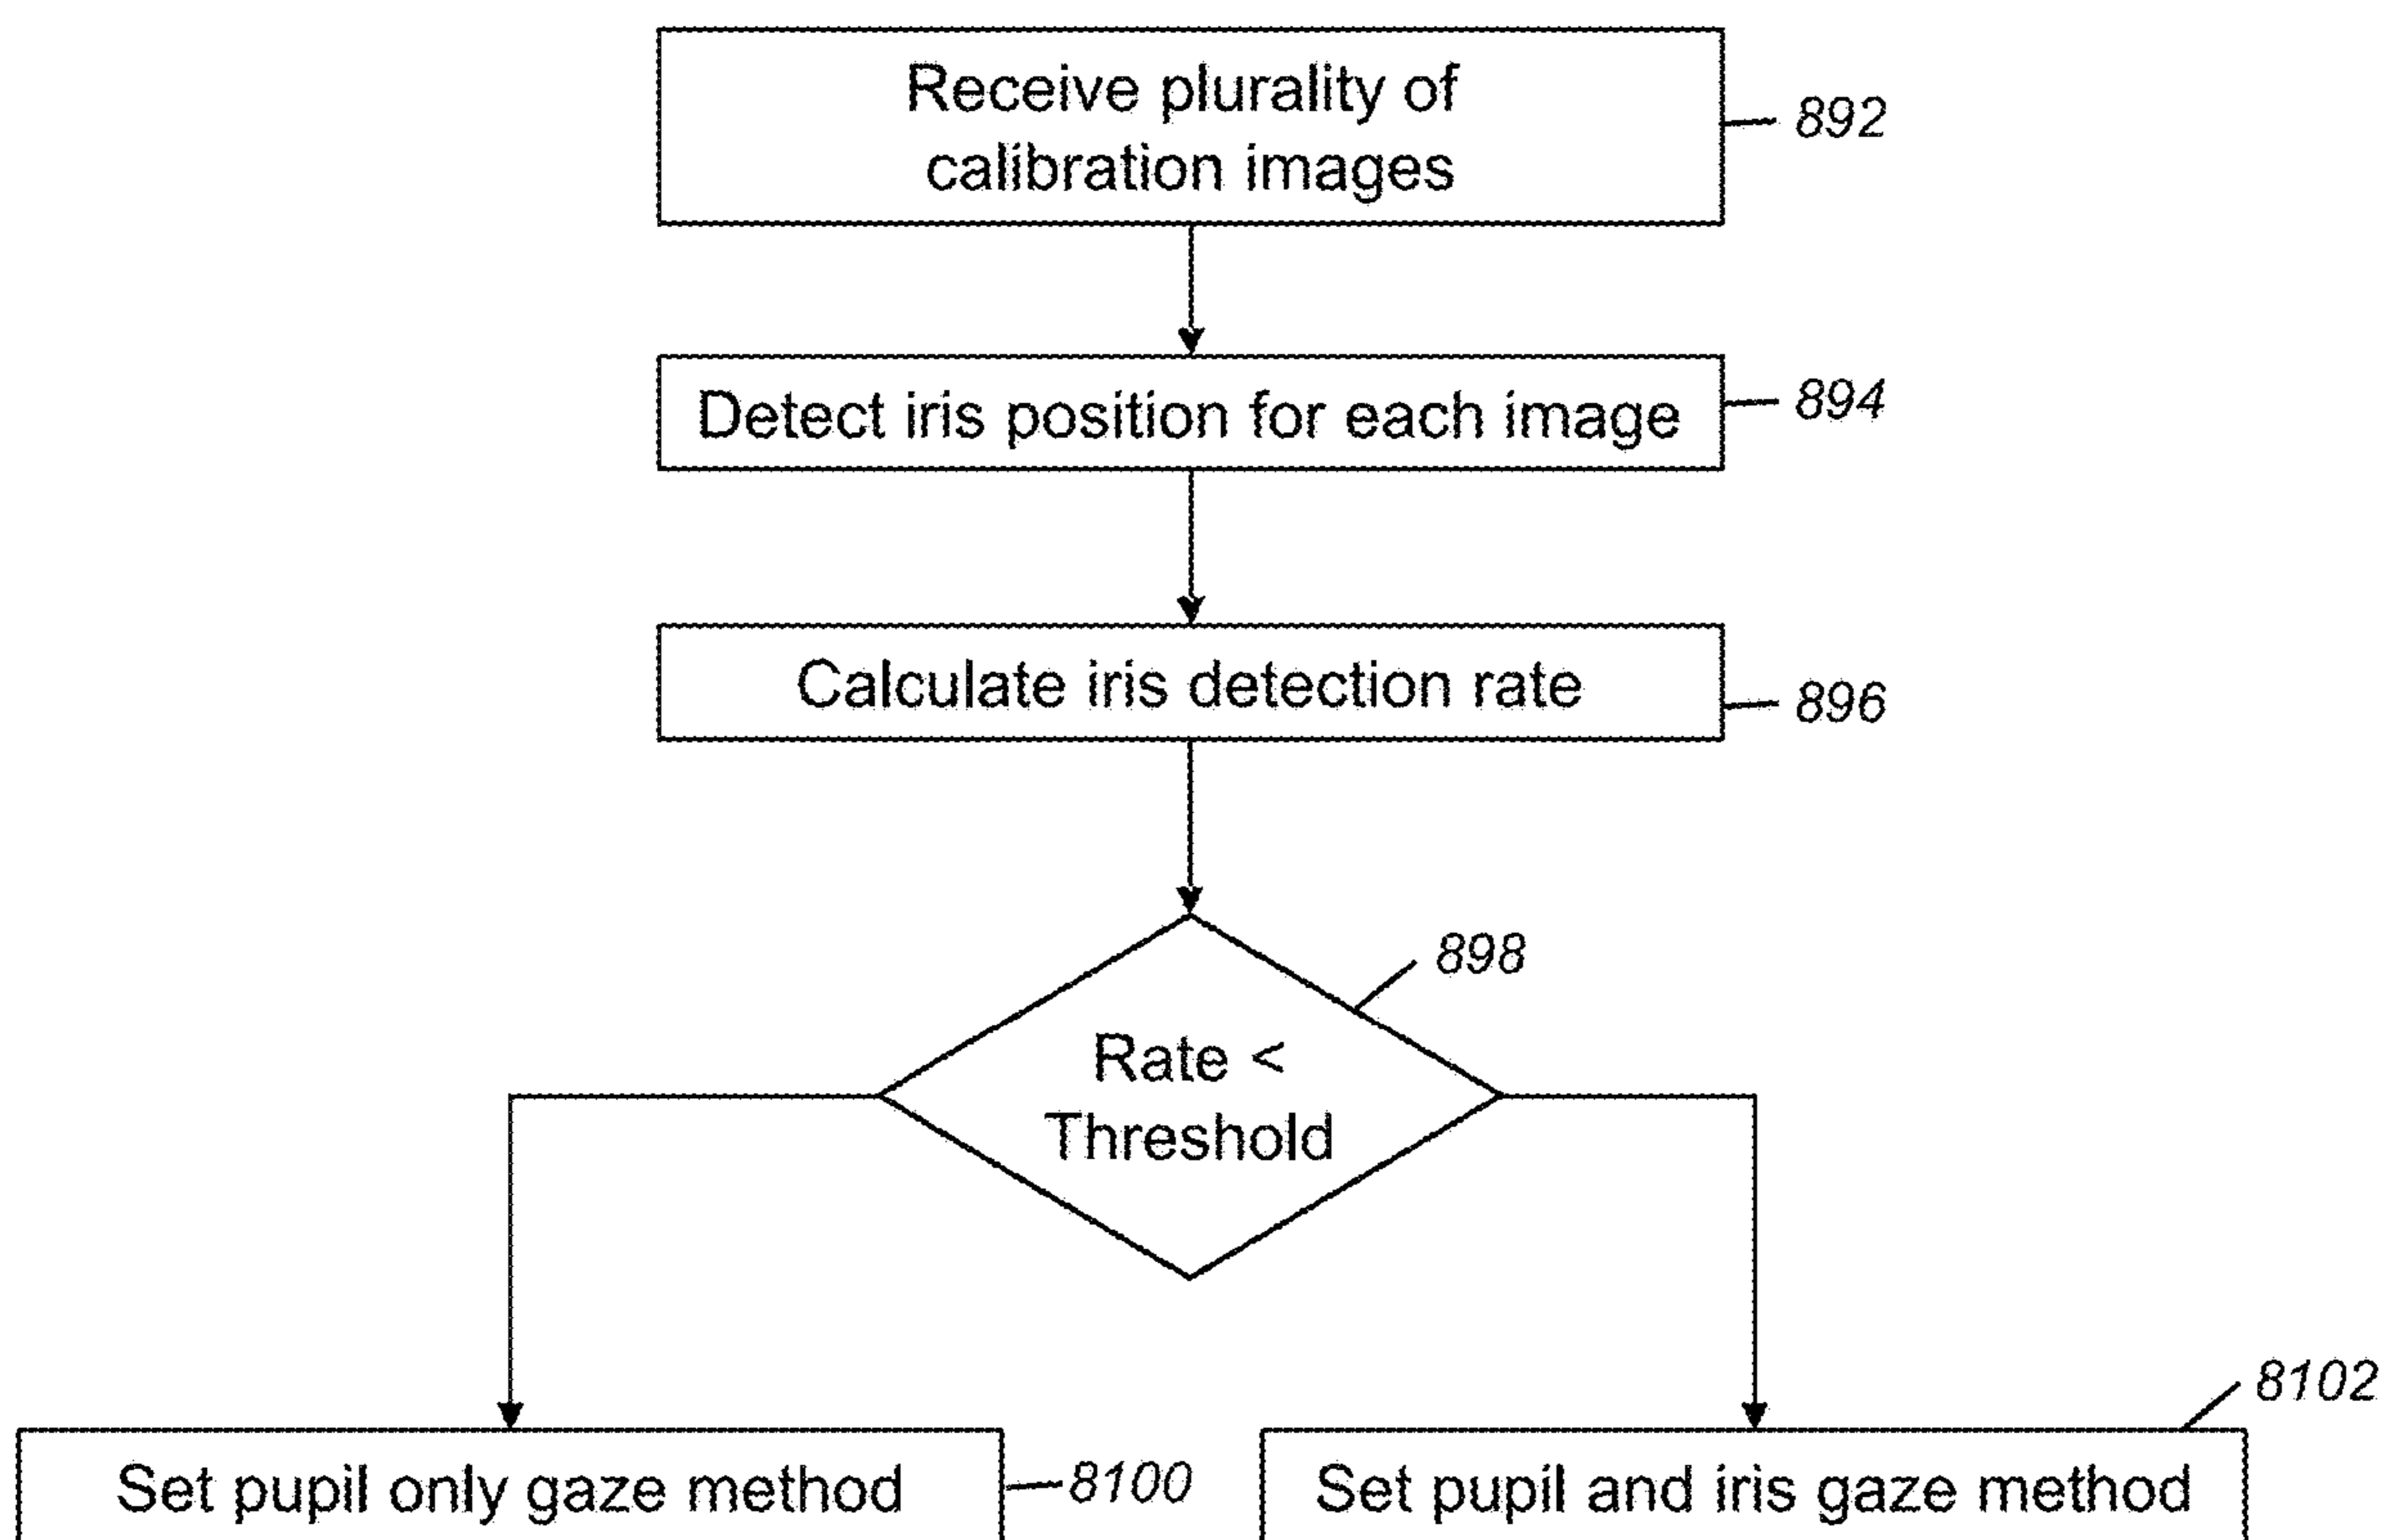 Receive plurality of
calibration images
892
Detect iris position for each image
894
Calculate iris detection rate
896
898
Rate <
Threshold
8102
Set pupil only gaze method
8100
Set pupil and iris gaze method